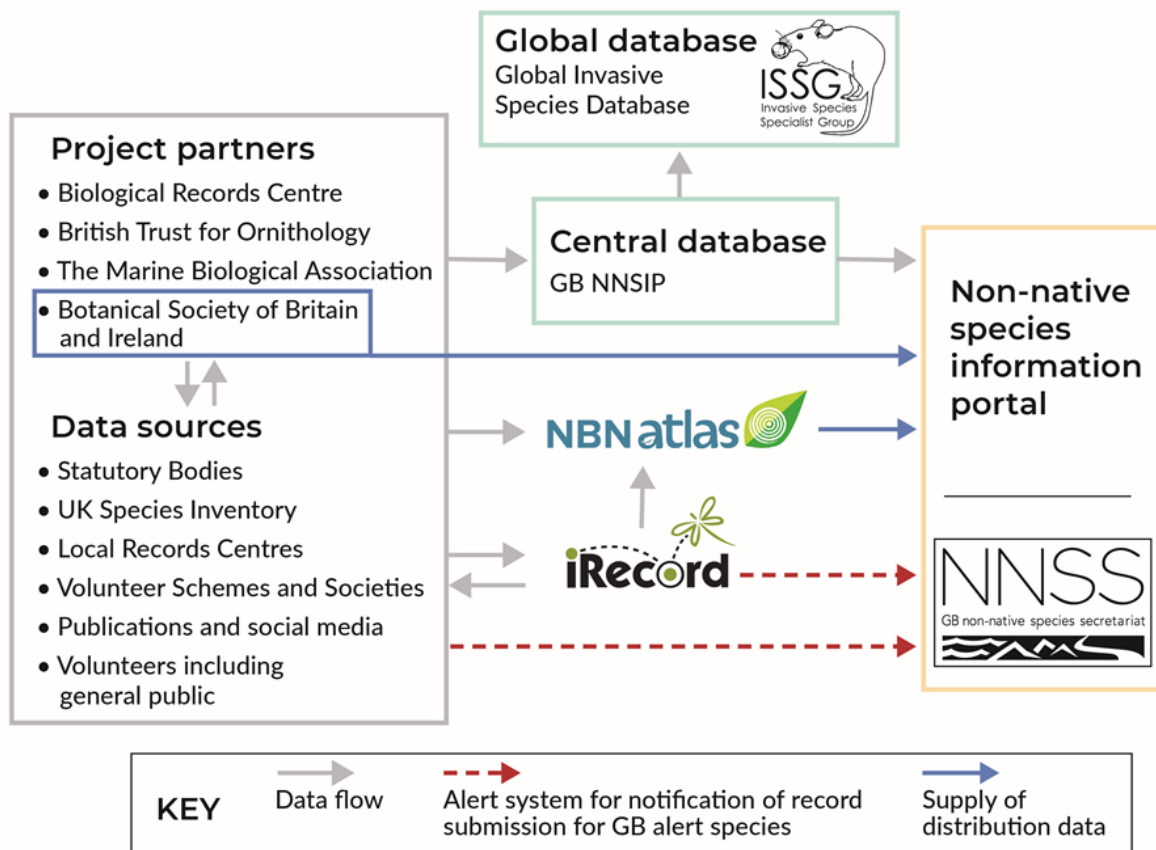 Global database
Global Invasive
Species Database
ISSG
Invasive Species
Specialist Group
Project partners
• Biological Records Centre
• British Trust for Ornithology
• The Marine Biological Association
• Botanical Society of Britain
and Ireland
Central database
GB NNSIP
Non-native
species
information
portal
Data sources
• Statutory Bodies
• UK Species Inventory
• Local Records Centres
• Volunteer Schemes and Societies
• Publications and social media
• Volunteers including
general public
NBN atlas
iRecord
NNSS
GB non-native species secretariat
KEY
Data flow
Alert system for notification of record
submission for GB alert species
Supply of
distribution data